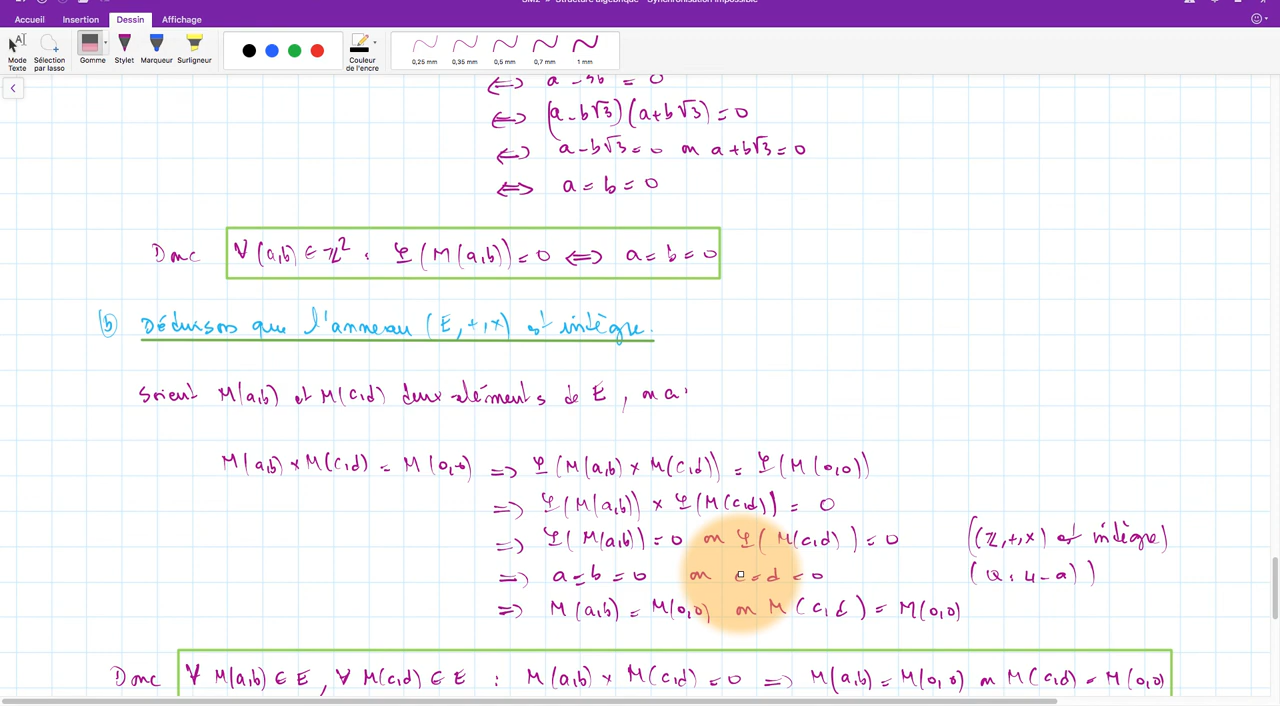 Accueil Insertion Dessin Affichage
Mode Texte
Sélection par lasso
Gomme
Stylet
Marqueur
Surligneur
Couleur de l'encre
0,25 mm 0,35 mm 0,5 mm 0,7 mm 1 mm
⟺ (a-b√3)(a+b√3)=0
⟺ a-b√3=0 ou a+b√3=0
⟺ a=b=0
Donc ∀(a,b)∈ℤ² : φ(M(a,b))=0 ⟺ a=b=0
ⓑ Déduisons que l'anneau (E,+,×) est intègre.
Soient M(a,b) et M(c,d) deux éléments de E, on a:
M(a,b)×M(c,d)=M(0,0) ⟹ φ(M(a,b)×M(c,d))=φ(M(0,0))
⟹ φ(M(a,b))×φ(M(c,d))=0
⟹ φ(M(a,b))=0 ou φ(M(c,d))=0 ((ℤ,+,×) est intègre)
⟹ a=b=0 ou c=d=0 (Q:4-a))
⟹ M(a,b)=M(0,0) ou M(c,d)=M(0,0)
Donc ∀ M(a,b)∈E, ∀ M(c,d)∈E : M(a,b)×M(c,d)=0 ⟹ M(a,b)=M(0,0) ou M(c,d)=M(0,0)